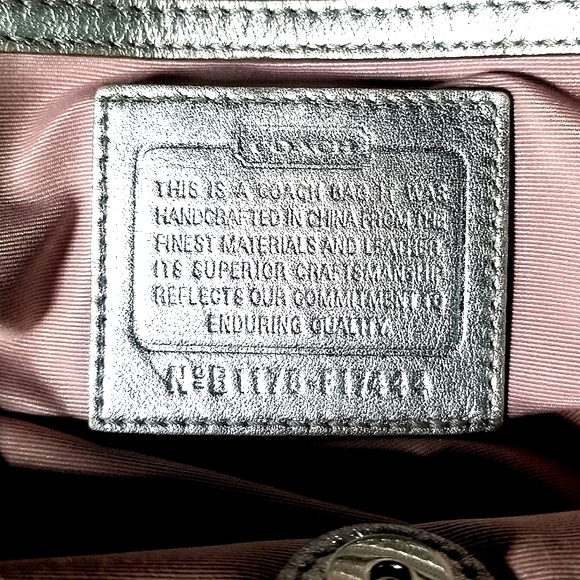 COACH
THIS IS A COACH BAG IT WAS
HANDCRAFTED IN CHINA FROM THE
FINEST MATERIALS AND LEATHER.
ITS SUPERIOR CRAFTSMANSHIP
REFLECTS OUR COMMITMENT TO
ENDURING QUALITY.